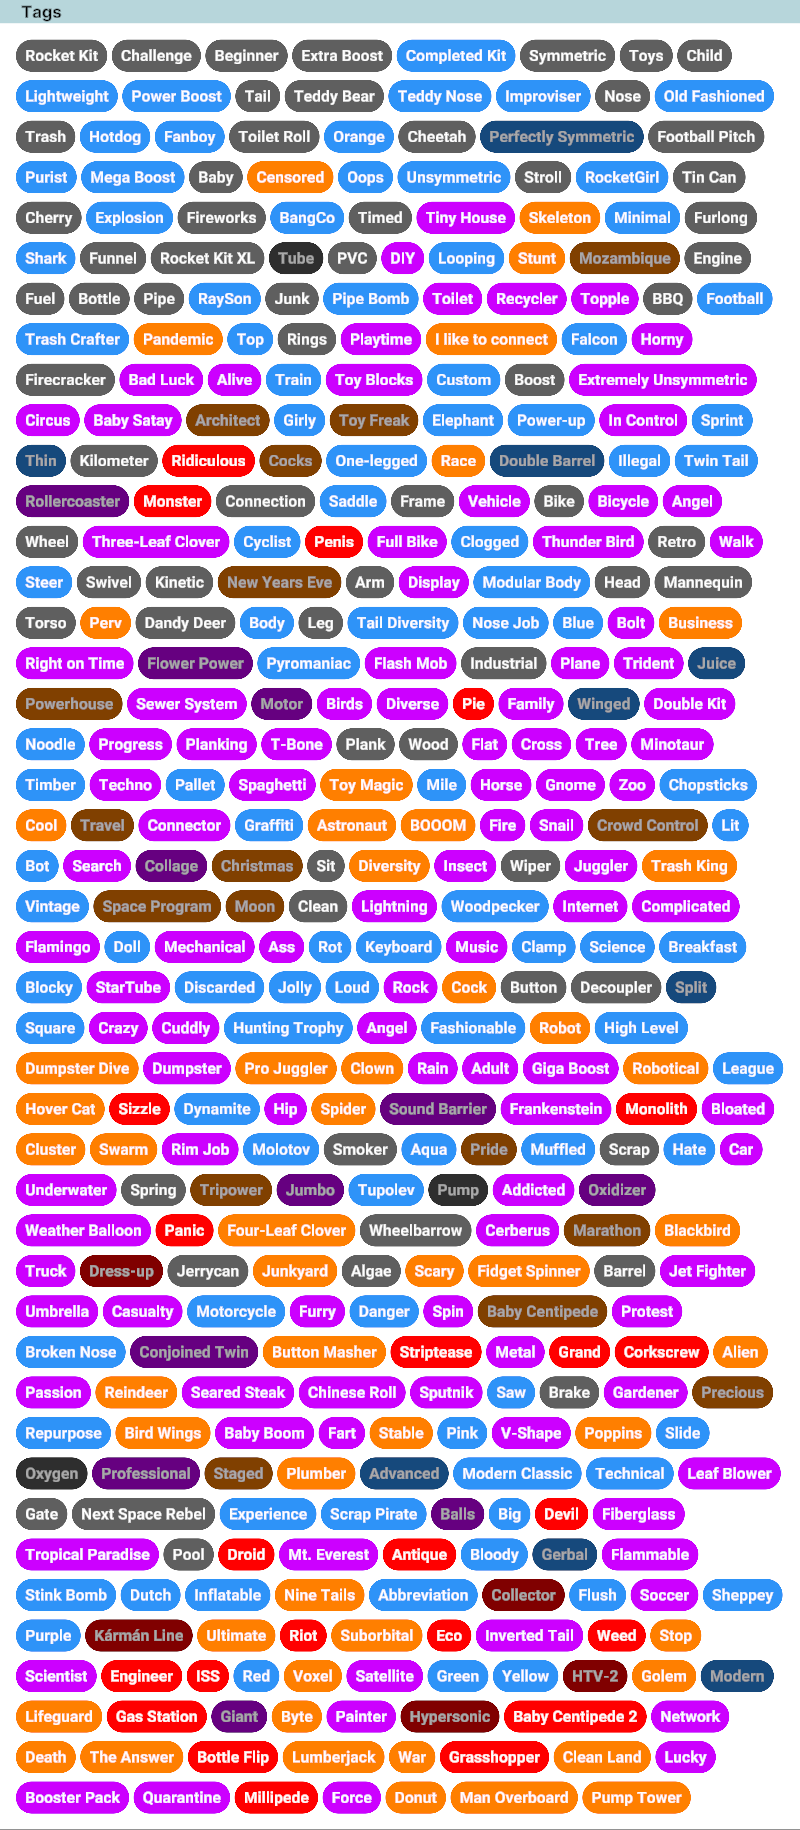 Tags
Rocket Kit Challenge Beginner Extra Boost Completed Kit Symmetric Toys Child
Lightweight Power Boost Tail Teddy Bear Teddy Nose Improviser Nose Old Fashioned
Trash Hotdog Fanboy Toilet Roll Orange Cheetah Perfectly Symmetric Football Pitch
Purist Mega Boost Baby Censored Oops Unsymmetric Stroll RocketGirl Tin Can
Cherry Explosion Fireworks BangCo Timed Tiny House Skeleton Minimal Furlong
Shark Funnel Rocket Kit XL Tube PVC DIY Looping Stunt Mozambique Engine
Fuel Bottle Pipe RaySon Junk Pipe Bomb Toilet Recycler Topple BBQ Football
Trash Crafter Pandemic Top Rings Playtime I like to connect Falcon Horny
Firecracker Bad Luck Alive Train Toy Blocks Custom Boost Extremely Unsymmetric
Circus Baby Satay Architect Girly Toy Freak Elephant Power-up In Control Sprint
Thin Kilometer Ridiculous Cocks One-legged Race Double Barrel Illegal Twin Tail
Rollercoaster Monster Connection Saddle Frame Vehicle Bike Bicycle Angel
Wheel Three-Leaf Clover Cyclist Penis Full Bike Clogged Thunder Bird Retro Walk
Steer Swivel Kinetic New Years Eve Arm Display Modular Body Head Mannequin
Torso Perv Dandy Deer Body Leg Tail Diversity Nose Job Blue Bolt Business
Right on Time Flower Power Pyromaniac Flash Mob Industrial Plane Trident Juice
Powerhouse Sewer System Motor Birds Diverse Pie Family Winged Double Kit
Noodle Progress Planking T-Bone Plank Wood Flat Cross Tree Minotaur
Timber Techno Pallet Spaghetti Toy Magic Mile Horse Gnome Zoo Chopsticks
Cool Travel Connector Graffiti Astronaut BOOOM Fire Snail Crowd Control Lit
Bot Search Collage Christmas Sit Diversity Insect Wiper Juggler Trash King
Vintage Space Program Moon Clean Lightning Woodpecker Internet Complicated
Flamingo Doll Mechanical Ass Rot Keyboard Music Clamp Science Breakfast
Blocky StarTube Discarded Jolly Loud Rock Cock Button Decoupler Split
Square Crazy Cuddly Hunting Trophy Angel Fashionable Robot High Level
Dumpster Dive Dumpster Pro Juggler Clown Rain Adult Giga Boost Robotical League
Hover Cat Sizzle Dynamite Hip Spider Sound Barrier Frankenstein Monolith Bloated
Cluster Swarm Rim Job Molotov Smoker Aqua Pride Muffled Scrap Hate Car
Underwater Spring Tripower Jumbo Tupolev Pump Addicted Oxidizer
Weather Balloon Panic Four-Leaf Clover Wheelbarrow Cerberus Marathon Blackbird
Truck Dress-up Jerrycan Junkyard Algae Scary Fidget Spinner Barrel Jet Fighter
Umbrella Casualty Motorcycle Furry Danger Spin Baby Centipede Protest
Broken Nose Conjoined Twin Button Masher Striptease Metal Grand Corkscrew Alien
Passion Reindeer Seared Steak Chinese Roll Sputnik Saw Brake Gardener Precious
Repurpose Bird Wings Baby Boom Fart Stable Pink V-Shape Poppins Slide
Oxygen Professional Staged Plumber Advanced Modern Classic Technical Leaf Blower
Gate Next Space Rebel Experience Scrap Pirate Balls Big Devil Fiberglass
Tropical Paradise Pool Droid Mt. Everest Antique Bloody Gerbal Flammable
Stink Bomb Dutch Inflatable Nine Tails Abbreviation Collector Flush Soccer Sheppey
Purple Kármán Line Ultimate Riot Suborbital Eco Inverted Tail Weed Stop
Scientist Engineer ISS Red Voxel Satellite Green Yellow HTV-2 Golem Modern
Lifeguard Gas Station Giant Byte Painter Hypersonic Baby Centipede 2 Network
Death The Answer Bottle Flip Lumberjack War Grasshopper Clean Land Lucky
Booster Pack Quarantine Millipede Force Donut Man Overboard Pump Tower